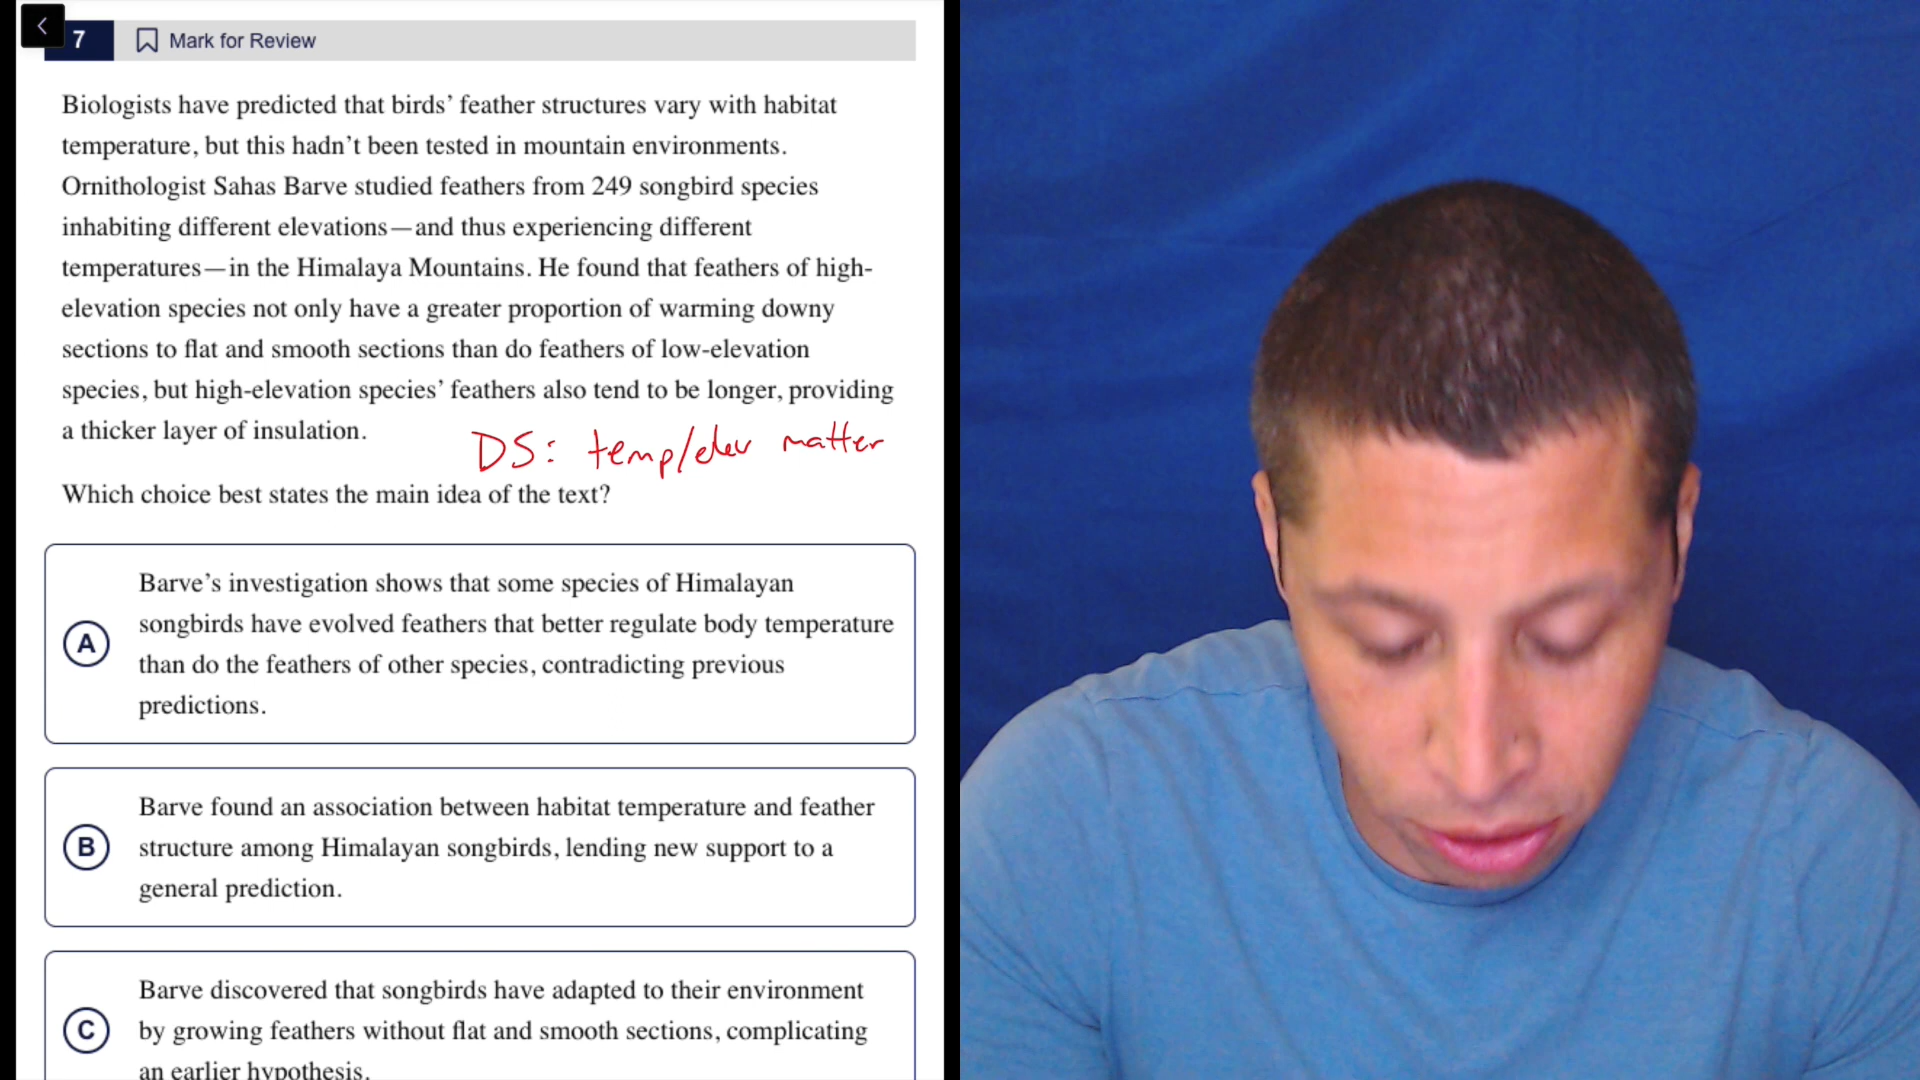 7 Mark for Review
Biologists have predicted that birds’ feather structures vary with habitat
temperature, but this hadn’t been tested in mountain environments.
Ornithologist Sahas Barve studied feathers from 249 songbird species
inhabiting different elevations—and thus experiencing different
temperatures—in the Himalaya Mountains. He found that feathers of high-
elevation species not only have a greater proportion of warming downy
sections to flat and smooth sections than do feathers of low-elevation
species, but high-elevation species’ feathers also tend to be longer, providing
a thicker layer of insulation.
DS: temp/elev matter
Which choice best states the main idea of the text?
A
Barve’s investigation shows that some species of Himalayan
songbirds have evolved feathers that better regulate body temperature
than do the feathers of other species, contradicting previous
predictions.
B
Barve found an association between habitat temperature and feather
structure among Himalayan songbirds, lending new support to a
general prediction.
C
Barve discovered that songbirds have adapted to their environment
by growing feathers without flat and smooth sections, complicating
an earlier hypothesis.